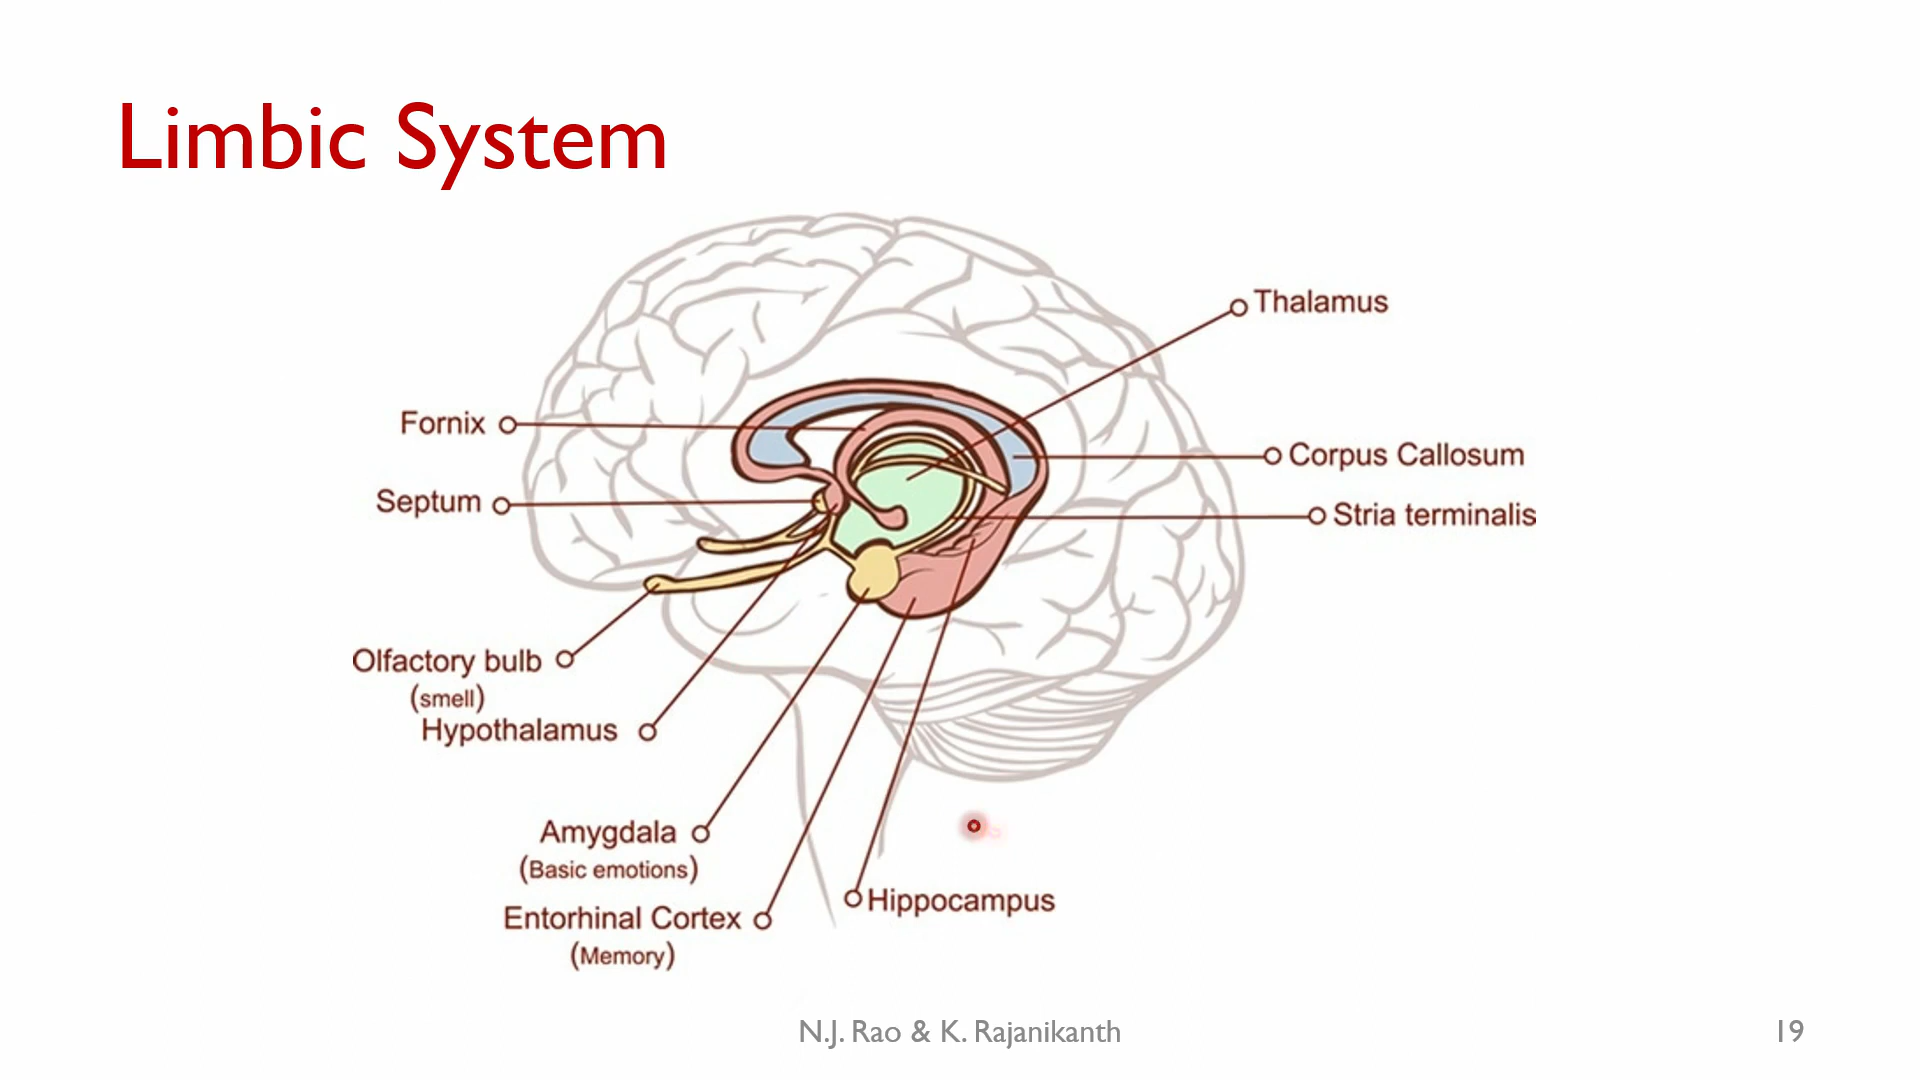 Limbic System
Thalamus
Fornix
Corpus Callosum
Septum
Stria terminalis
Olfactory bulb
(smell)
Hypothalamus
Amygdala
(Basic emotions)
Hippocampus
Entorhinal Cortex
(Memory)
N.J. Rao & K. Rajanikanth
19